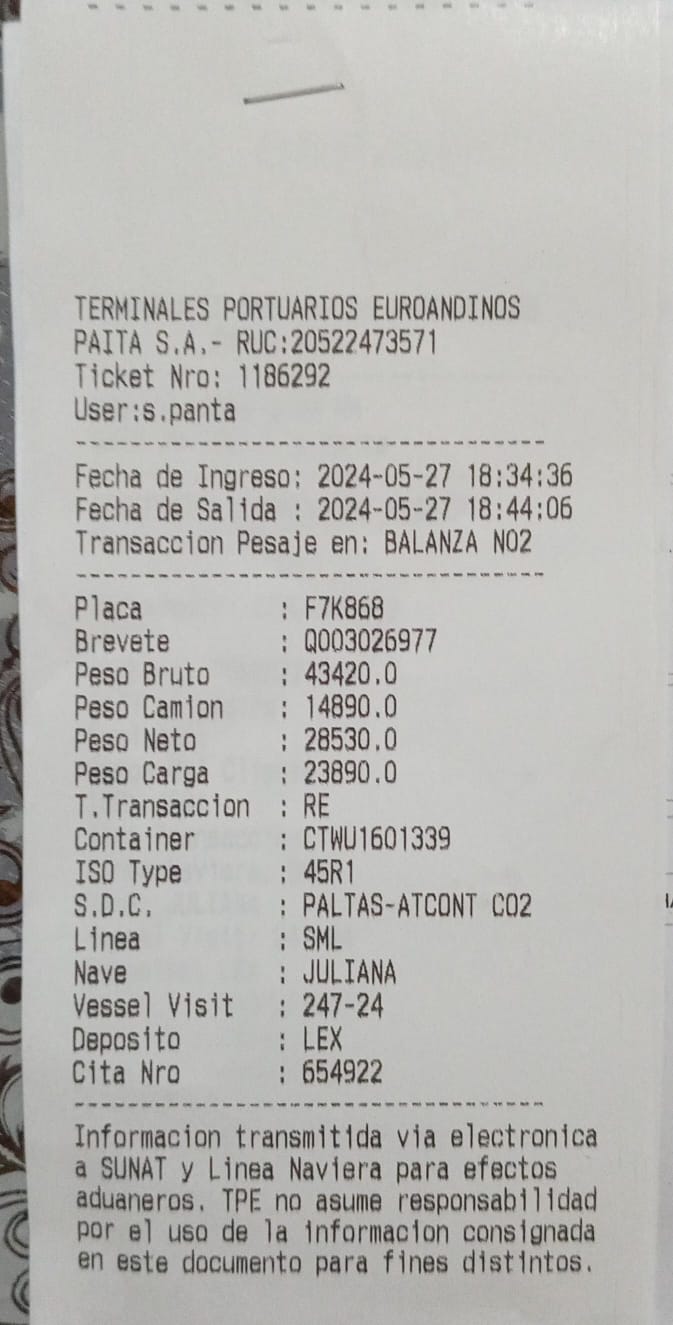 TERMINALES PORTUARIOS EUROANDINOS
PAITA S.A.- RUC:20522473571
Ticket Nro: 1186292
User:s.panta
Fecha de Ingreso: 2024-05-27 18:34:36
Fecha de Salida : 2024-05-27 18:44:06
Transaccion Pesaje en: BALANZA NO2
Placa : F7K868
Brevete : Q003026977
Peso Bruto : 43420.0
Peso Camion : 14890.0
Peso Neto : 28530.0
Peso Carga : 23890.0
T.Transaccion : RE
Container : CTWU1601339
ISO Type : 45R1
S.D.C. : PALTAS-ATCONT CO2
Linea : SML
Nave : JULIANA
Vessel Visit : 247-24
Deposito : LEX
Cita Nro : 654922
Informacion transmitida via electronica
a SUNAT y Linea Naviera para efectos
aduaneros. TPE no asume responsabilidad
por el uso de la informacion consignada
en este documento para fines distintos.